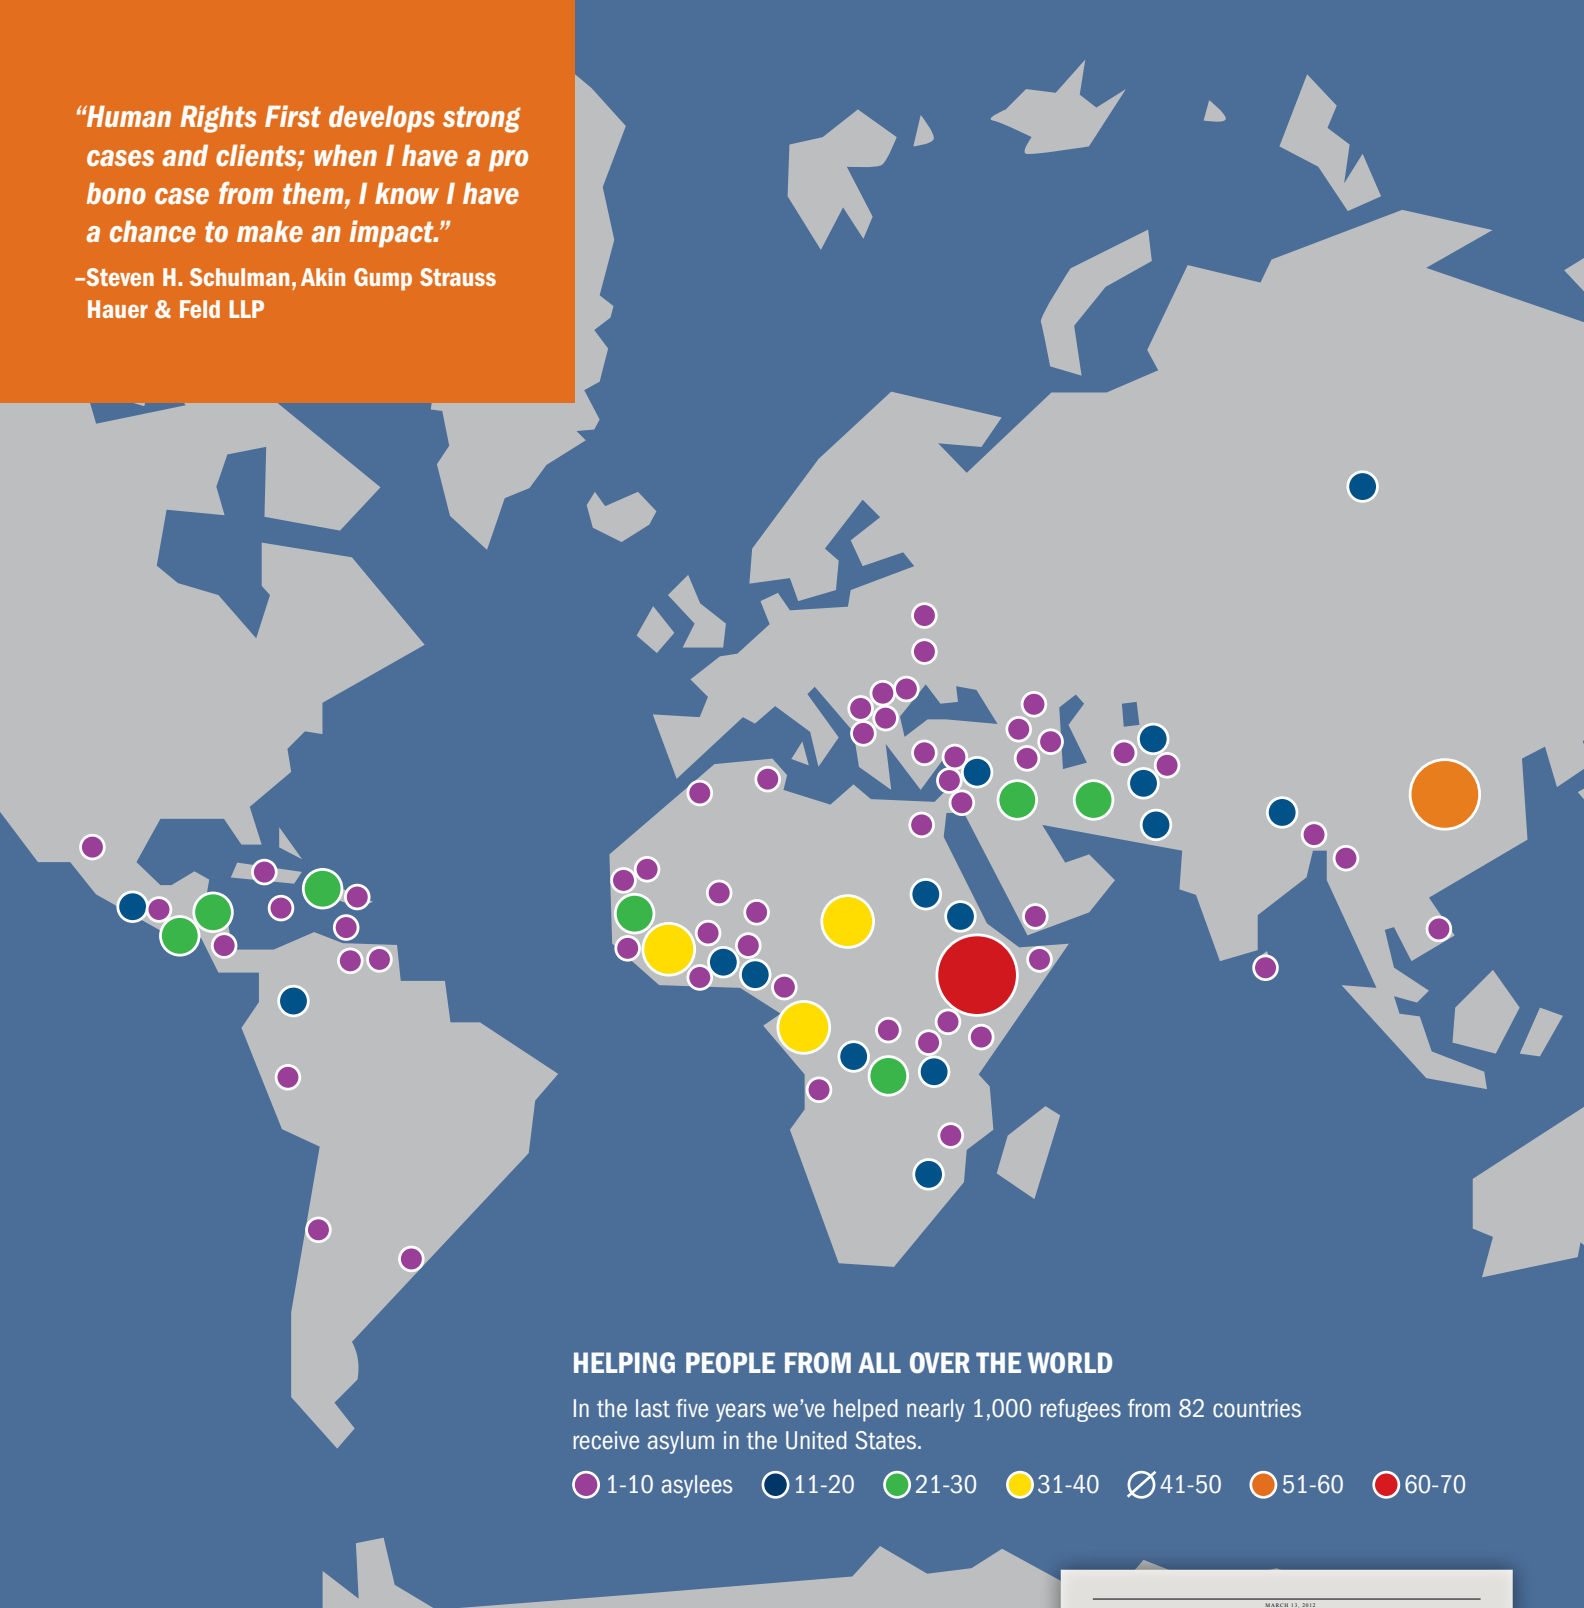 “Human Rights First develops strong
cases and clients; when I have a pro
bono case from them, I know I have
a chance to make an impact.”
–Steven H. Schulman, Akin Gump Strauss
Hauer & Feld LLP
HELPING PEOPLE FROM ALL OVER THE WORLD
In the last five years we’ve helped nearly 1,000 refugees from 82 countries
receive asylum in the United States.
1-10 asylees 11-20 21-30 31-40 41-50 51-60 60-70
MARCH 13, 2012